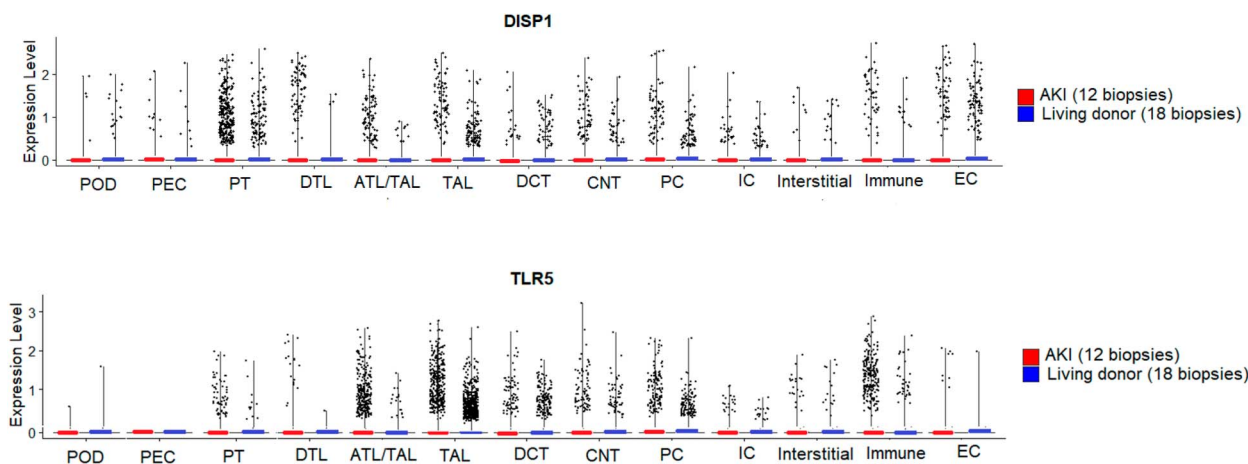 DISP1
Expression Level
2
1
0
POD PEC PT DTL ATL/TAL TAL DCT CNT PC IC Interstitial Immune EC
AKI (12 biopsies)
Living donor (18 biopsies)
TLR5
Expression Level
3
2
1
0
POD PEC PT DTL ATL/TAL TAL DCT CNT PC IC Interstitial Immune EC
AKI (12 biopsies)
Living donor (18 biopsies)